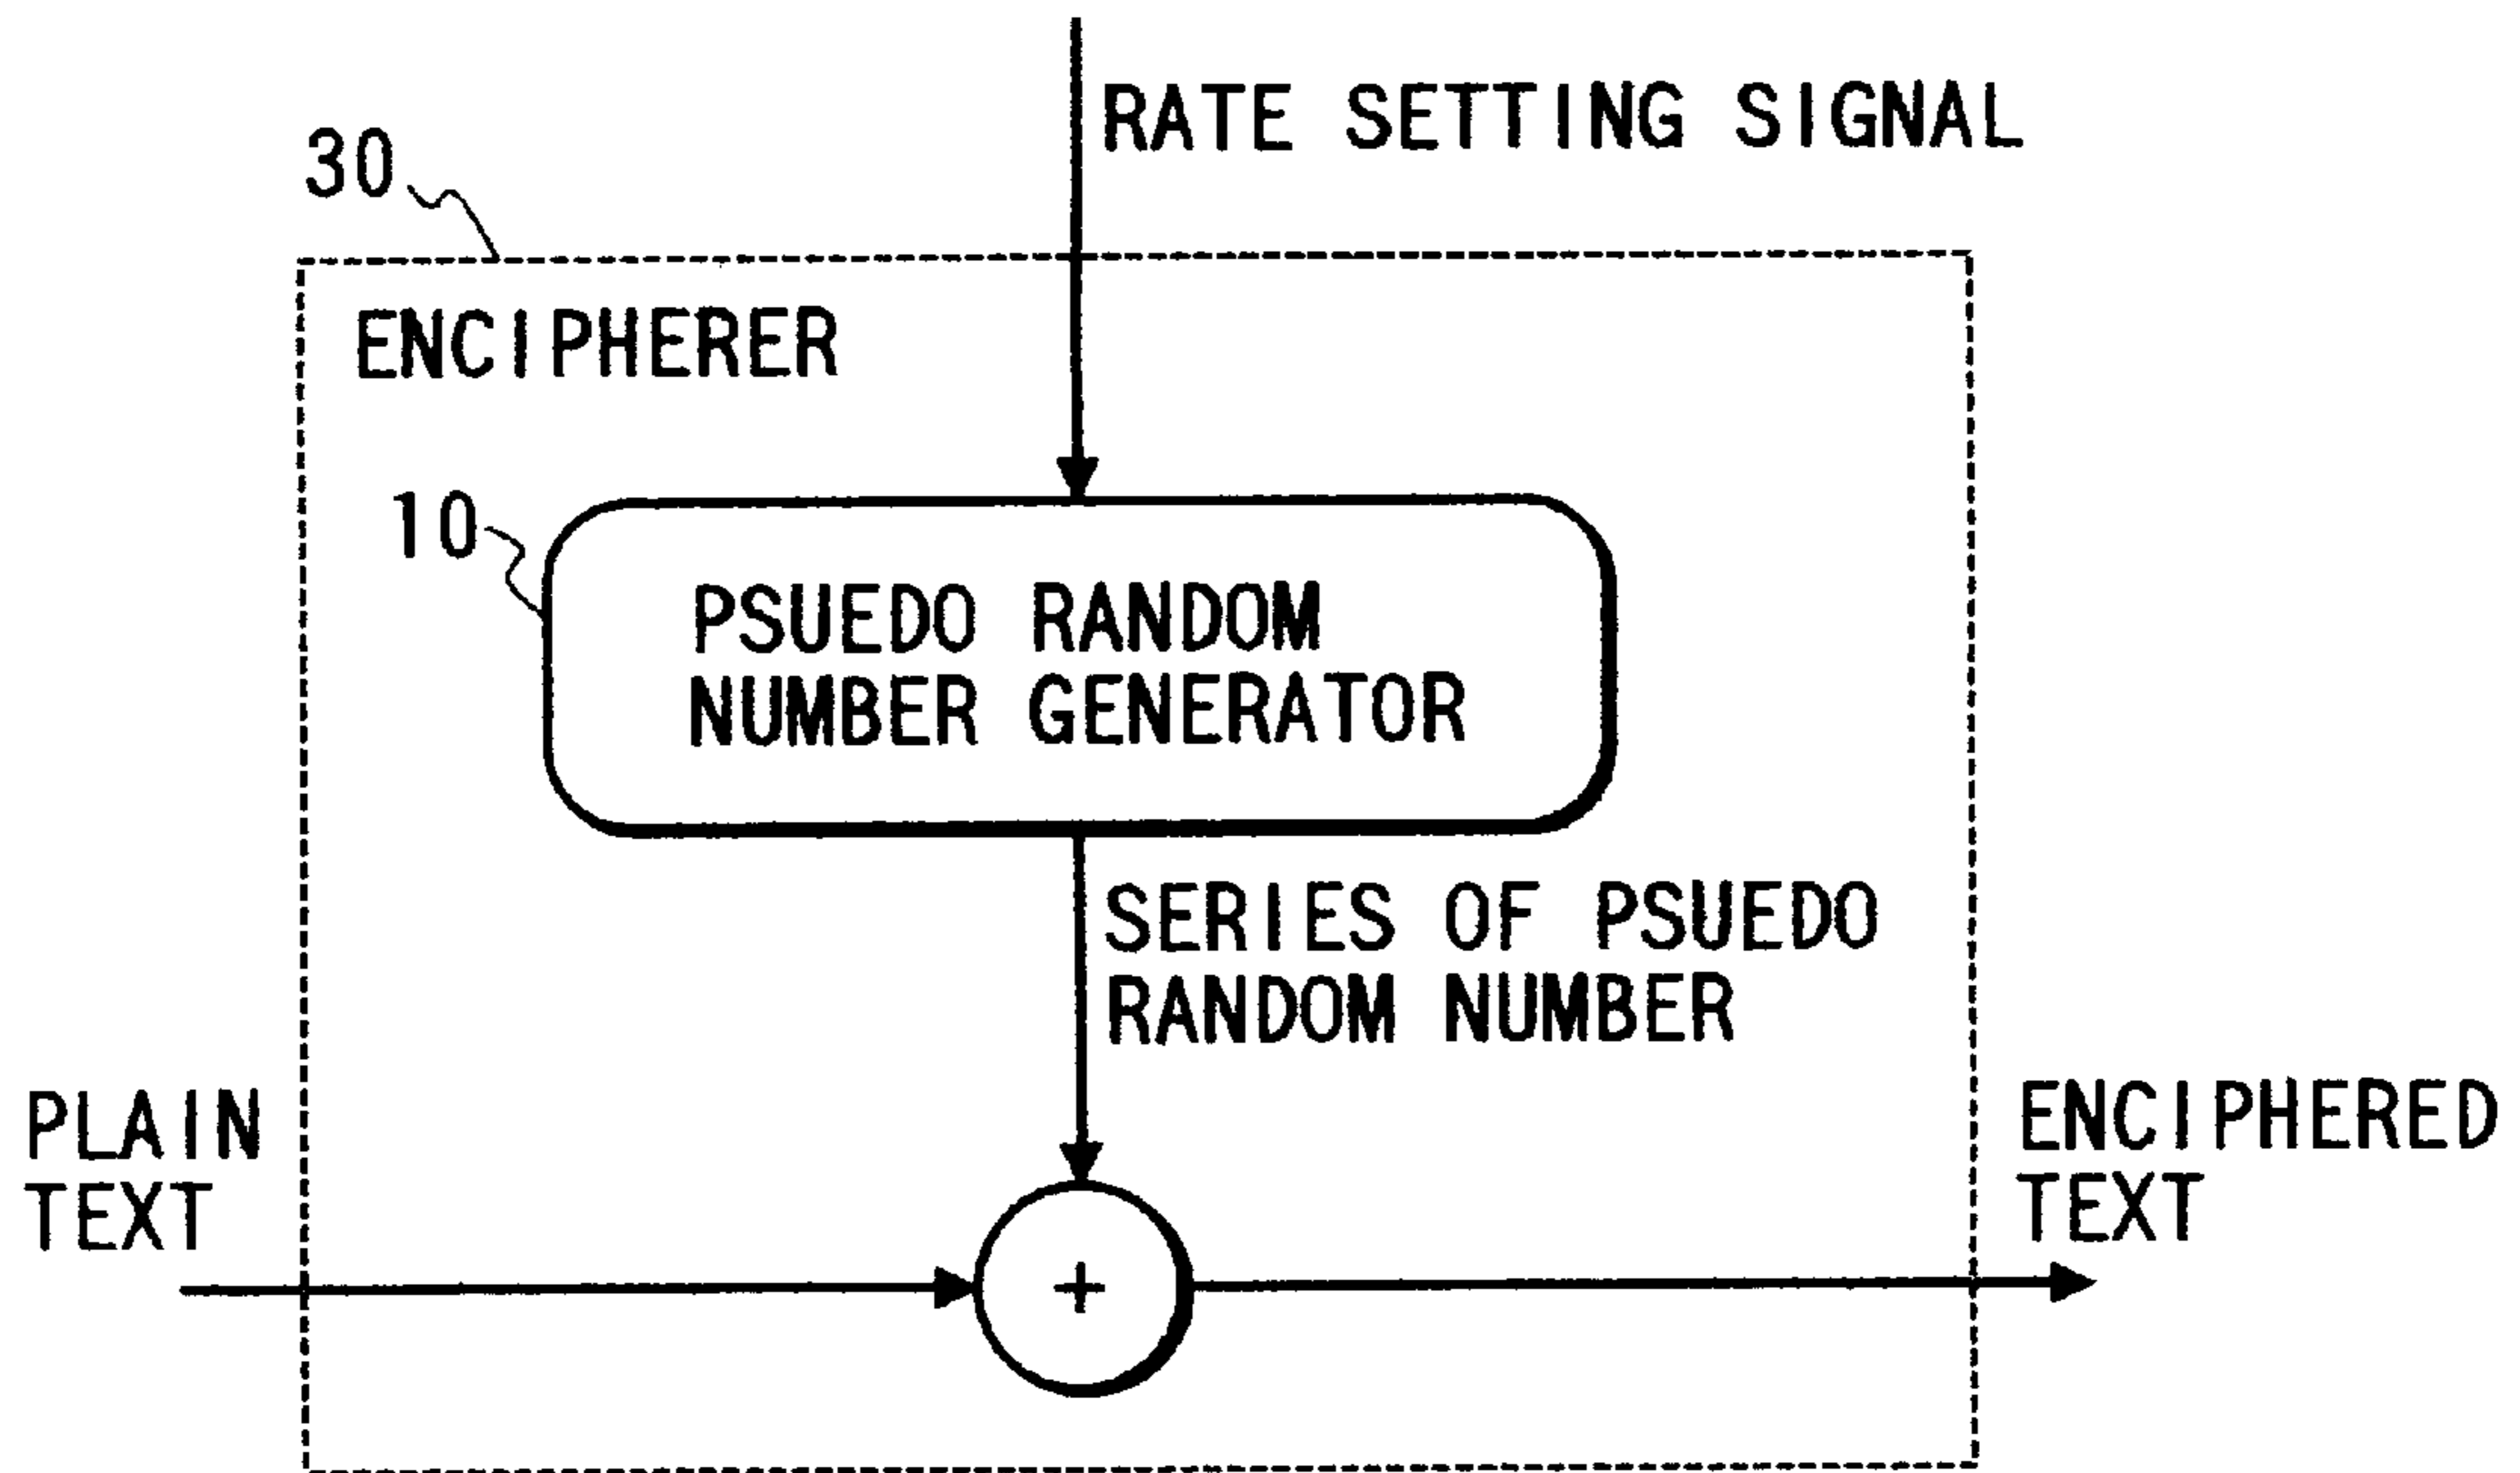 RATE SETTING SIGNAL
30
ENCIPHERER
10
PSUEDO RANDOM
NUMBER GENERATOR
SERIES OF PSUEDO
RANDOM NUMBER
PLAIN
TEXT
+
ENCIPHERED
TEXT